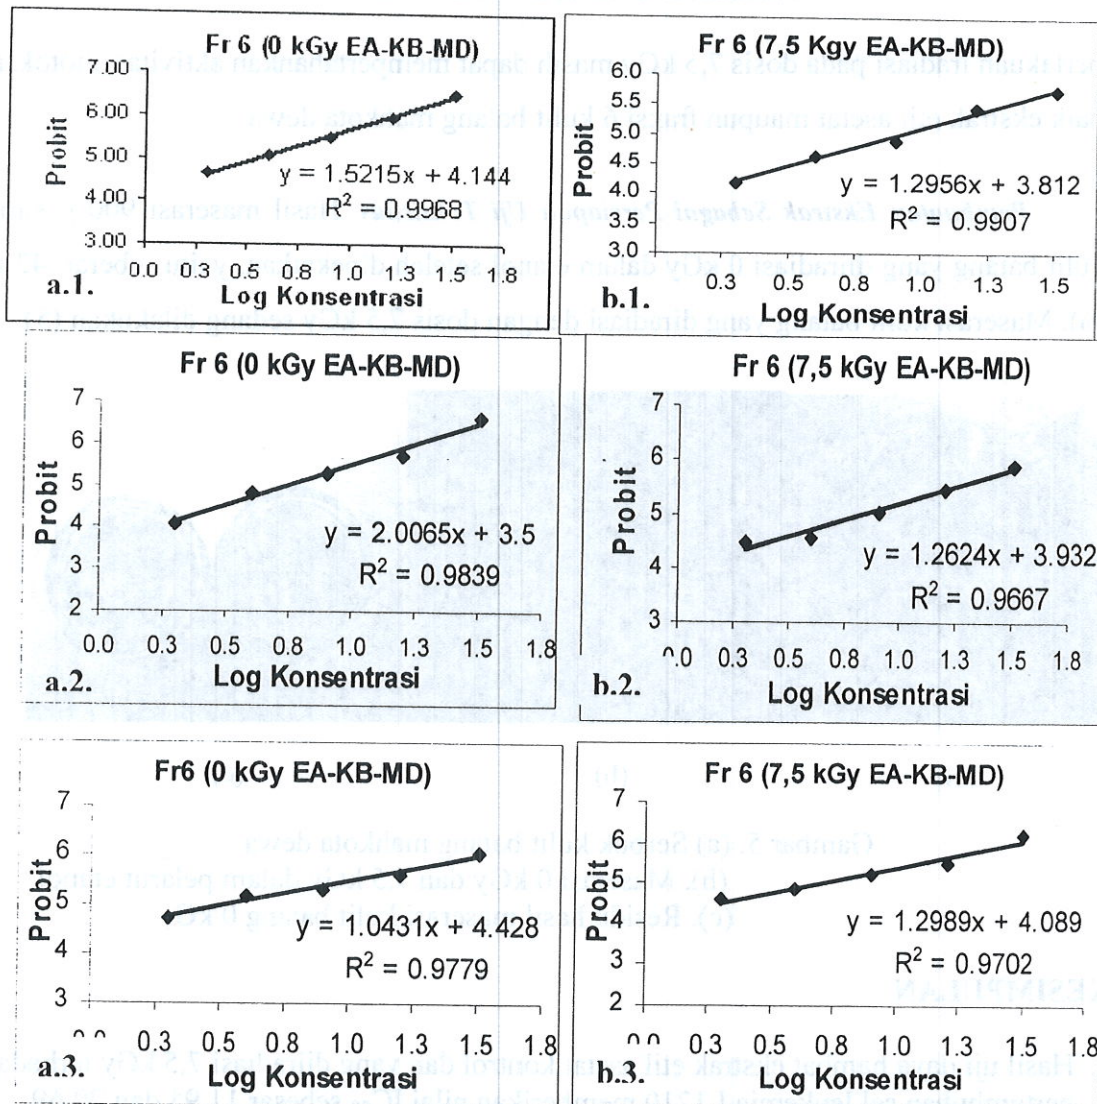 Fr 6 (0 kGy EA-KB-MD)
7.00
6.00
5.00
4.00
3.00
Probit
y = 1.5215x + 4.144
R² = 0.9968
0.0 0.3 0.5 0.8 1.0 1.3 1.5 1.8
a.1. Log Konsentrasi
Fr 6 (7,5 Kgy EA-KB-MD)
6.0
5.5
5.0
4.5
4.0
3.5
3.0
Probit
y = 1.2956x + 3.812
R² = 0.9907
0.3 0.5 0.8 1.0 1.3 1.5
b.1. Log Konsentrasi
Fr 6 (0 kGy EA-KB-MD)
7
6
5
4
3
2
Probit
y = 2.0065x + 3.5
R² = 0.9839
0.0 0.3 0.5 0.8 1.0 1.3 1.5 1.8
a.2. Log Konsentrasi
Fr 6 (7,5 kGy EA-KB-MD)
7
6
5
4
3
Probit
y = 1.2624x + 3.932
R² = 0.9667
0.3 0.5 0.8 1.0 1.3 1.5 1.8
b.2. Log Konsentrasi
Fr6 (0 kGy EA-KB-MD)
7
6
5
4
3
Probit
y = 1.0431x + 4.428
R² = 0.9779
0.3 0.5 0.8 1.0 1.3 1.5 1.8
a.3. Log Konsentrasi
Fr 6 (7,5 kGy EA-KB-MD)
7
6
5
4
3
2
Probit
y = 1.2989x + 4.089
R² = 0.9702
0.3 0.5 0.8 1.0 1.3 1.5 1.8
b.3. Log Konsentrasi